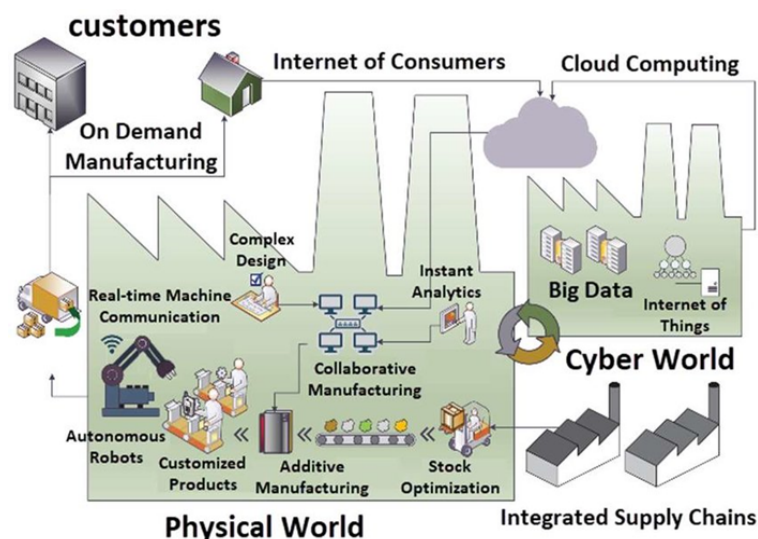 customers
Internet of Consumers
Cloud Computing
On Demand
Manufacturing
Complex
Design
Instant
Analytics
Real-time Machine
Communication
Big Data
Internet of
Things
Collaborative
Manufacturing
Cyber World
Autonomous
Robots
Customized
Products
Additive
Manufacturing
Stock
Optimization
Physical World
Integrated Supply Chains